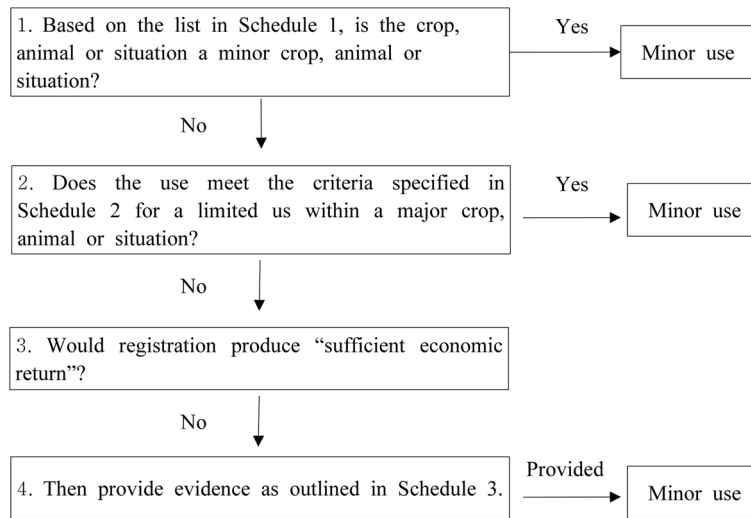 1. Based on the list in Schedule 1, is the crop,
animal or situation a minor crop, animal or
situation?
Yes
Minor use
No
2. Does the use meet the criteria specified in
Schedule 2 for a limited us within a major crop,
animal or situation?
Yes
Minor use
No
3. Would registration produce “sufficient economic
return”?
No
4. Then provide evidence as outlined in Schedule 3.
Provided
Minor use